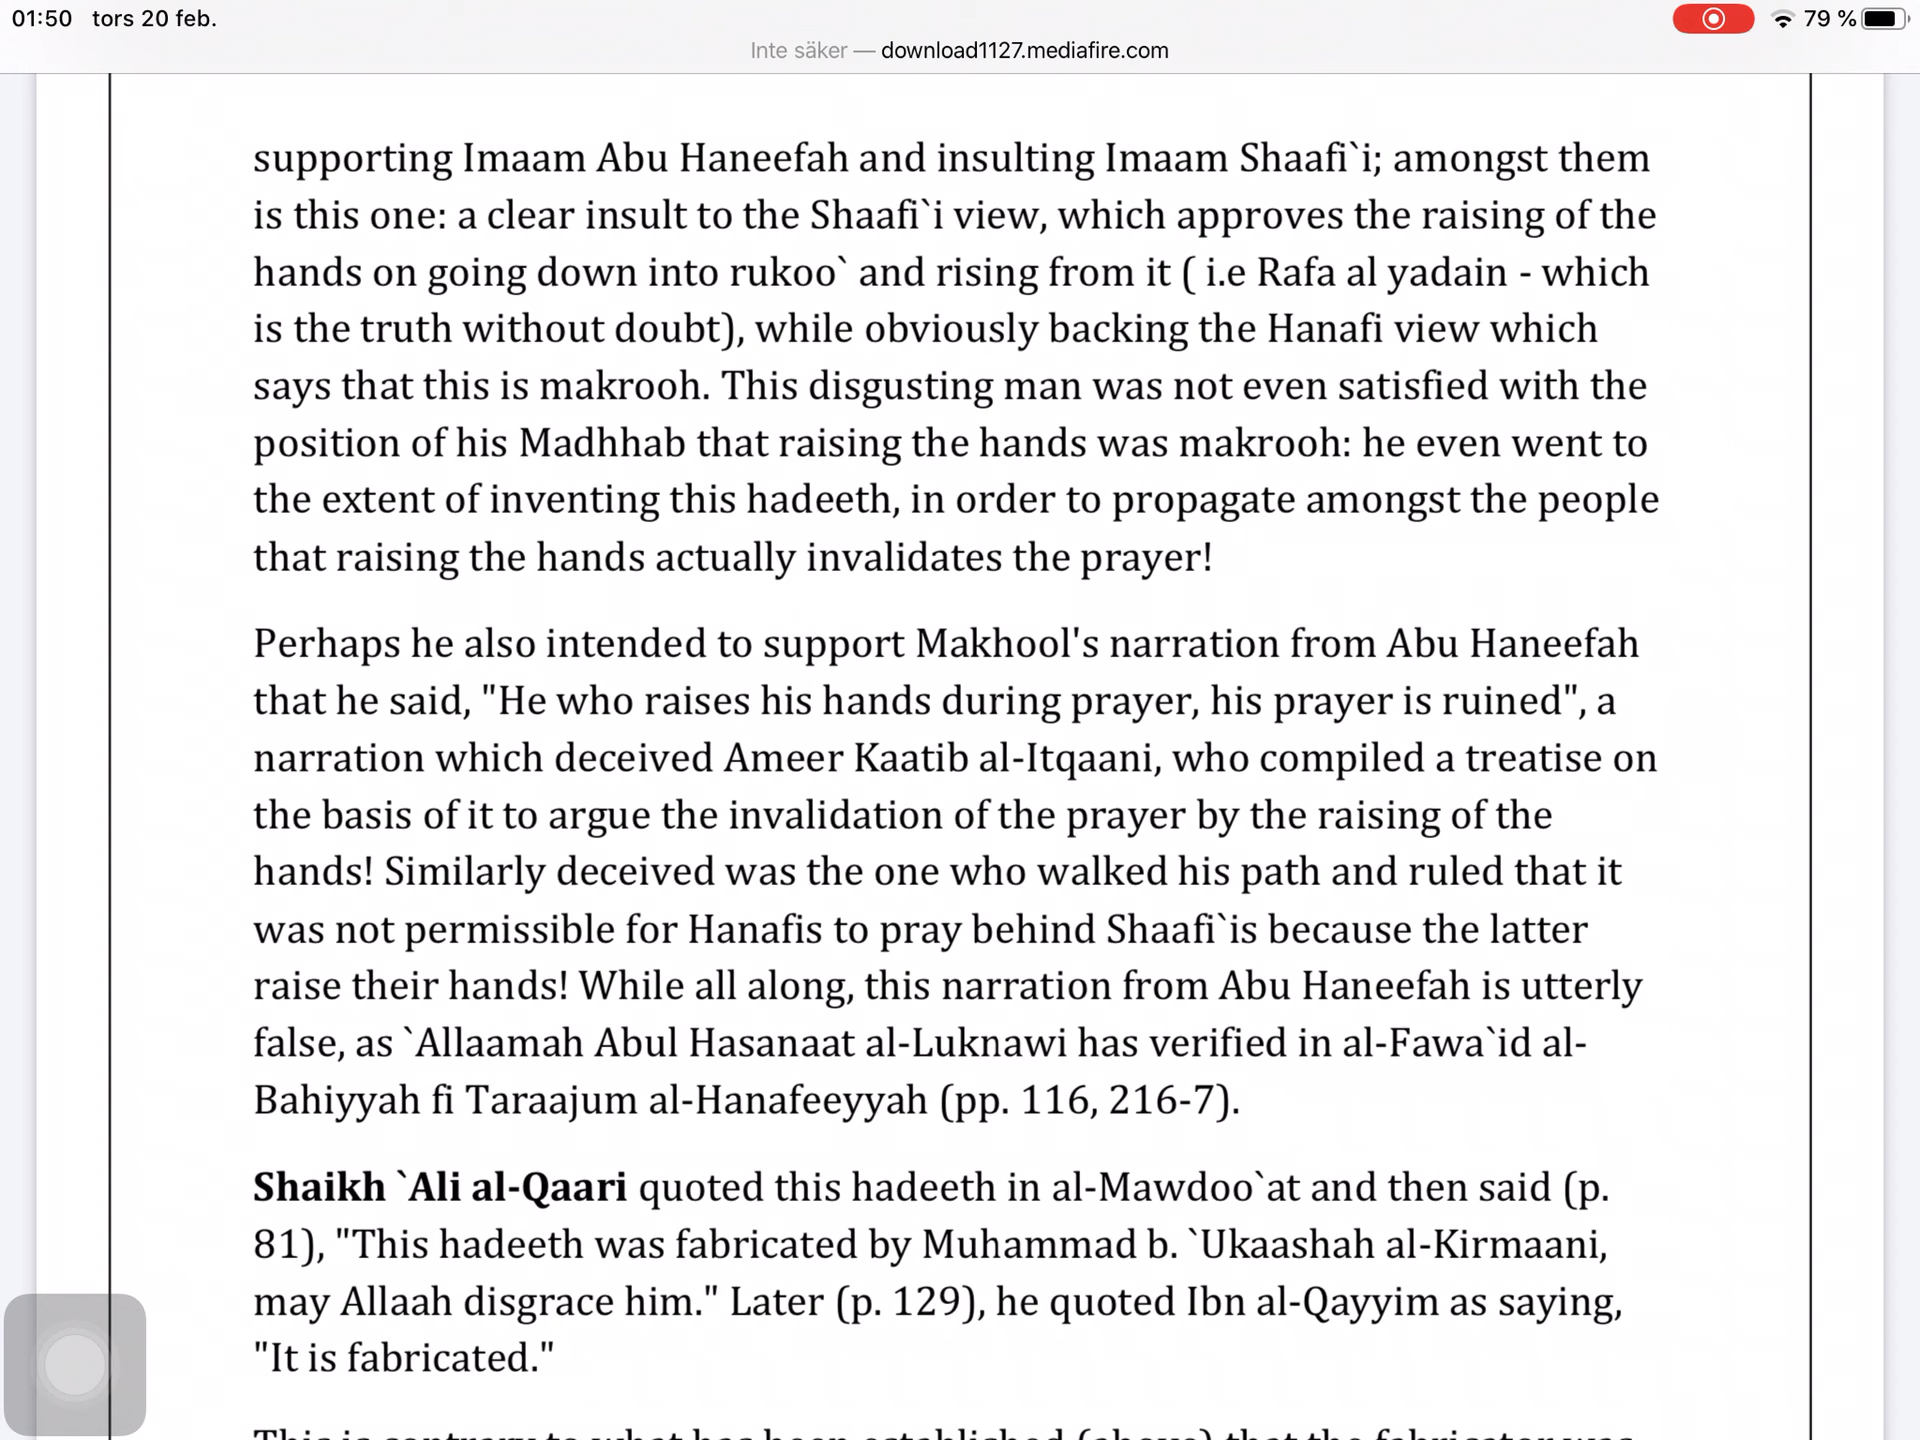 01:50 tors 20 feb.
79 %
Inte säker — download1127.mediafire.com
supporting Imaam Abu Haneefah and insulting Imaam Shaafi`i; amongst them
is this one: a clear insult to the Shaafi`i view, which approves the raising of the
hands on going down into rukoo` and rising from it ( i.e Rafa al yadain - which
is the truth without doubt), while obviously backing the Hanafi view which
says that this is makrooh. This disgusting man was not even satisfied with the
position of his Madhhab that raising the hands was makrooh: he even went to
the extent of inventing this hadeeth, in order to propagate amongst the people
that raising the hands actually invalidates the prayer!
Perhaps he also intended to support Makhool's narration from Abu Haneefah
that he said, "He who raises his hands during prayer, his prayer is ruined", a
narration which deceived Ameer Kaatib al-Itqaani, who compiled a treatise on
the basis of it to argue the invalidation of the prayer by the raising of the
hands! Similarly deceived was the one who walked his path and ruled that it
was not permissible for Hanafis to pray behind Shaafi`is because the latter
raise their hands! While all along, this narration from Abu Haneefah is utterly
false, as `Allaamah Abul Hasanaat al-Luknawi has verified in al-Fawa`id al-
Bahiyyah fi Taraajum al-Hanafeeyyah (pp. 116, 216-7).
Shaikh `Ali al-Qaari quoted this hadeeth in al-Mawdoo`at and then said (p.
81), "This hadeeth was fabricated by Muhammad b. `Ukaashah al-Kirmaani,
may Allaah disgrace him." Later (p. 129), he quoted Ibn al-Qayyim as saying,
"It is fabricated."
This is contrary to what has been established (above) that the fabricator was